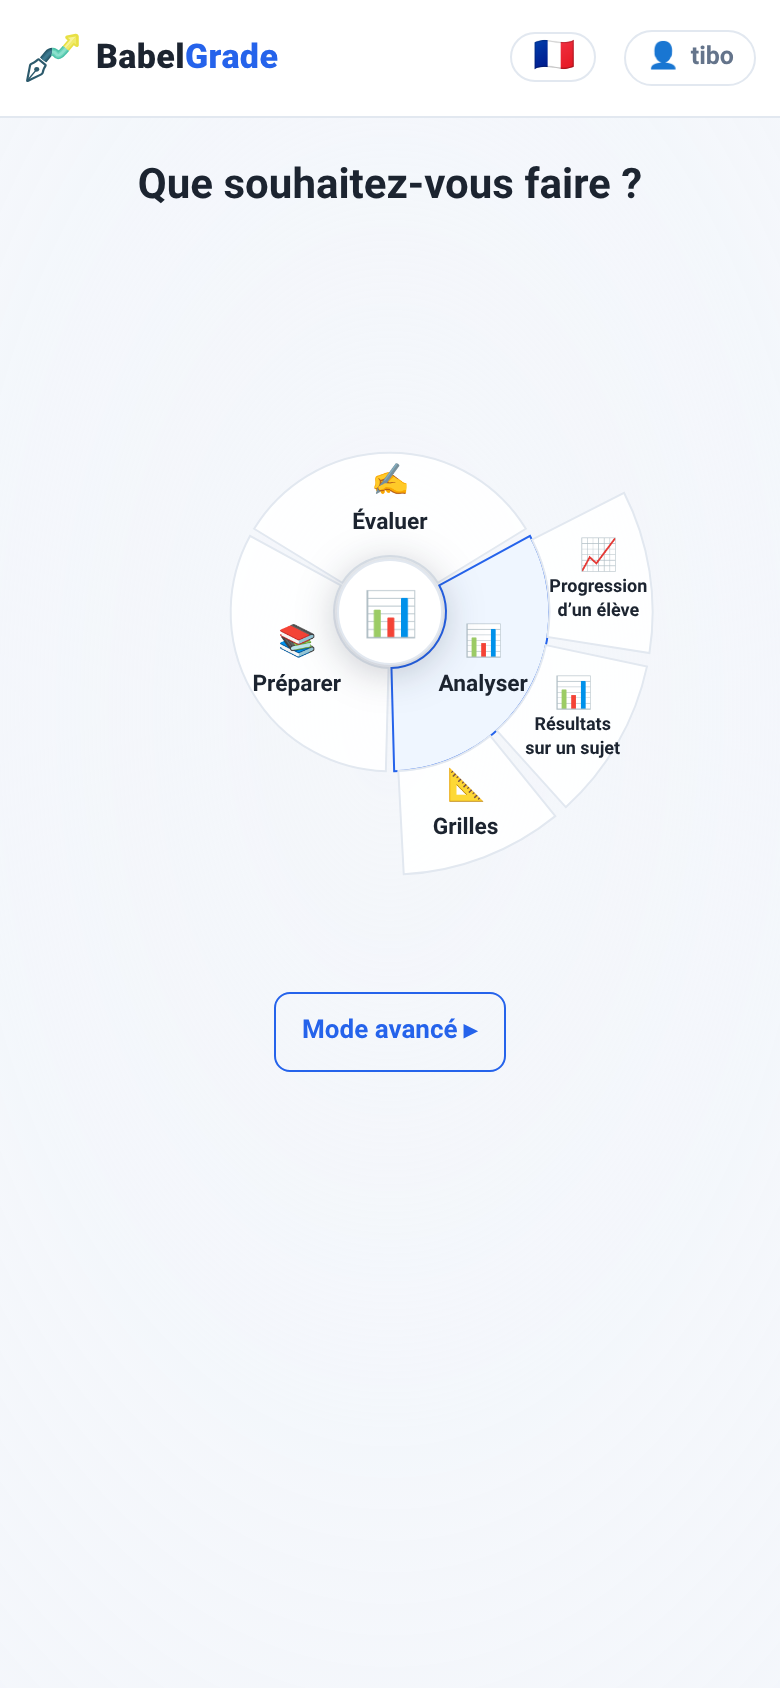 BabelGrade
tibo
Que souhaitez-vous faire ?
Évaluer
Progression
d’un élève
Préparer
Analyser
Résultats
sur un sujet
Grilles
Mode avancé ▸